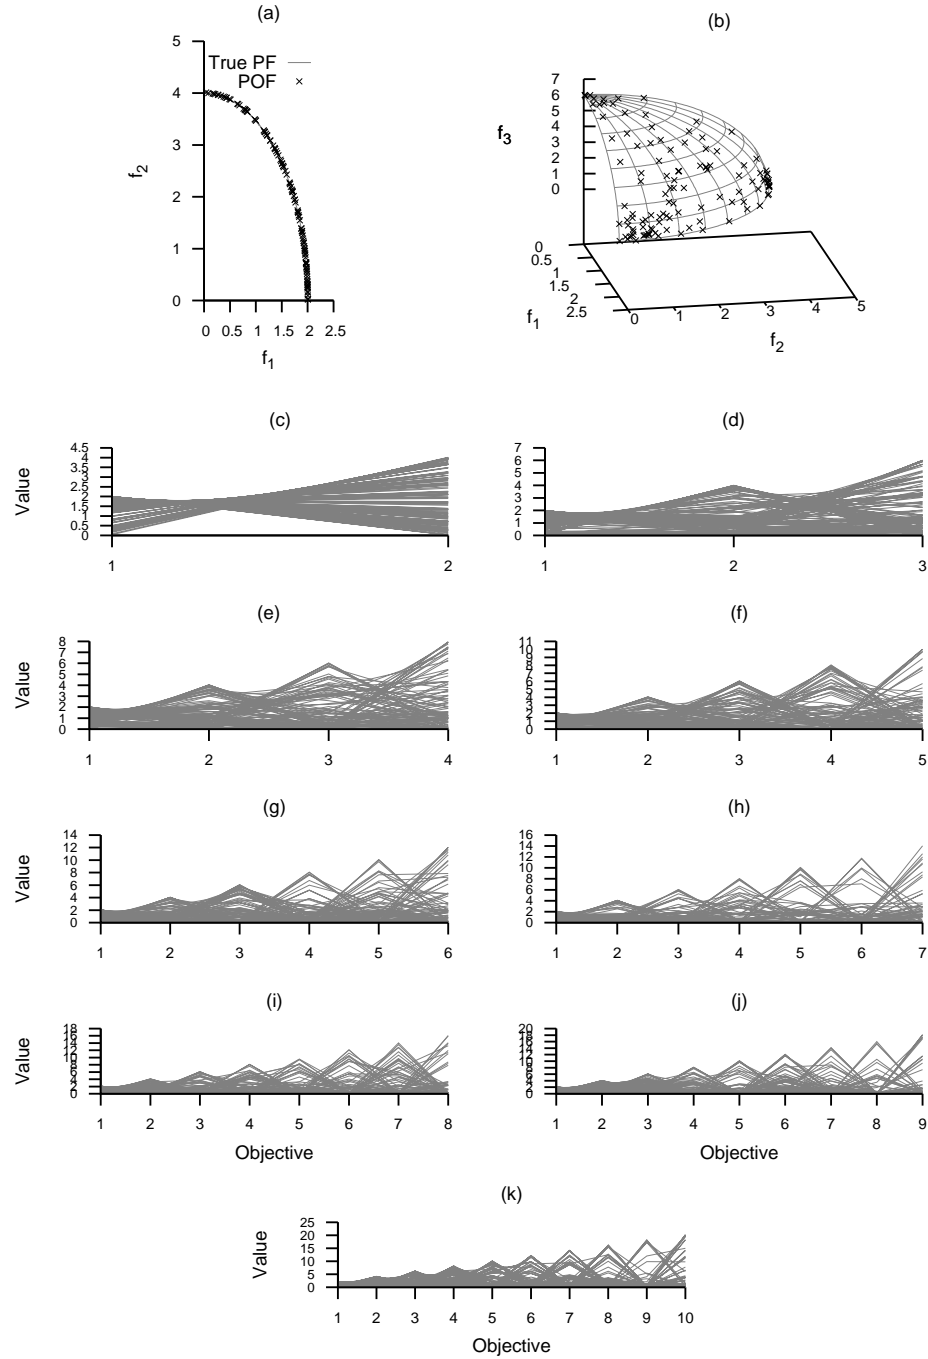 (a)
5
4
3
2
1
0
f2
True PF
POF
0 0.5 1 1.5 2 2.5
f1
(b)
7
6
5
4
3
2
1
0
f3
0
0.5
1
1.5
2
2.5
f1
0 1 2 3 4 5
f2
(c)
4.5
4
3.5
3
2.5
2
1.5
1
0.5
0
Value
1 2
(d)
7
6
5
4
3
2
1
0
1 2 3
(e)
8
7
6
5
4
3
2
1
0
Value
1 2 3 4
(f)
11
10
9
8
7
6
5
4
3
2
1
0
1 2 3 4 5
(g)
14
12
10
8
6
4
2
0
Value
1 2 3 4 5 6
(h)
16
14
12
10
8
6
4
2
0
1 2 3 4 5 6 7
(i)
18
16
14
12
10
8
6
4
2
0
Value
1 2 3 4 5 6 7 8
Objective
(j)
20
18
16
14
12
10
8
6
4
2
0
1 2 3 4 5 6 7 8 9
Objective
(k)
25
20
15
10
5
0
Value
1 2 3 4 5 6 7 8 9 10
Objective